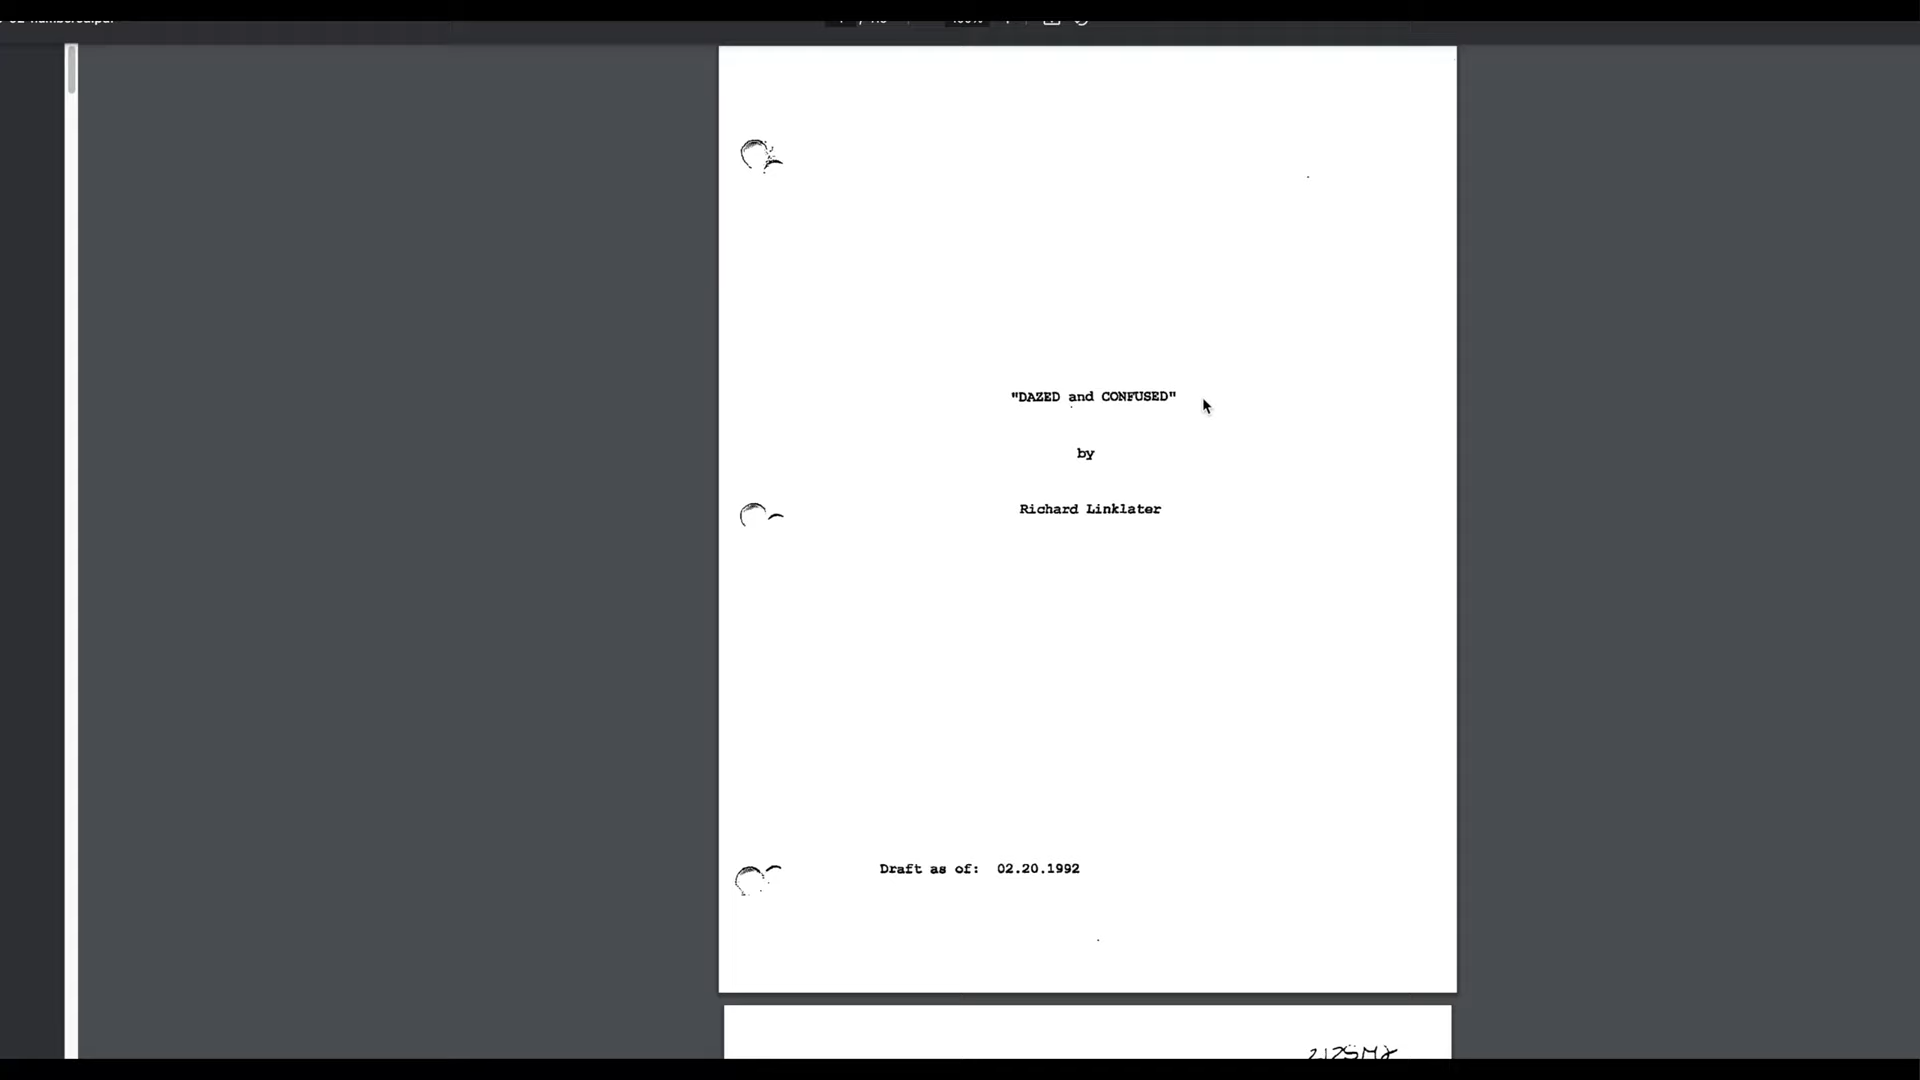 "DAZED and CONFUSED"
by
Richard Linklater
Draft as of: 02.20.1992